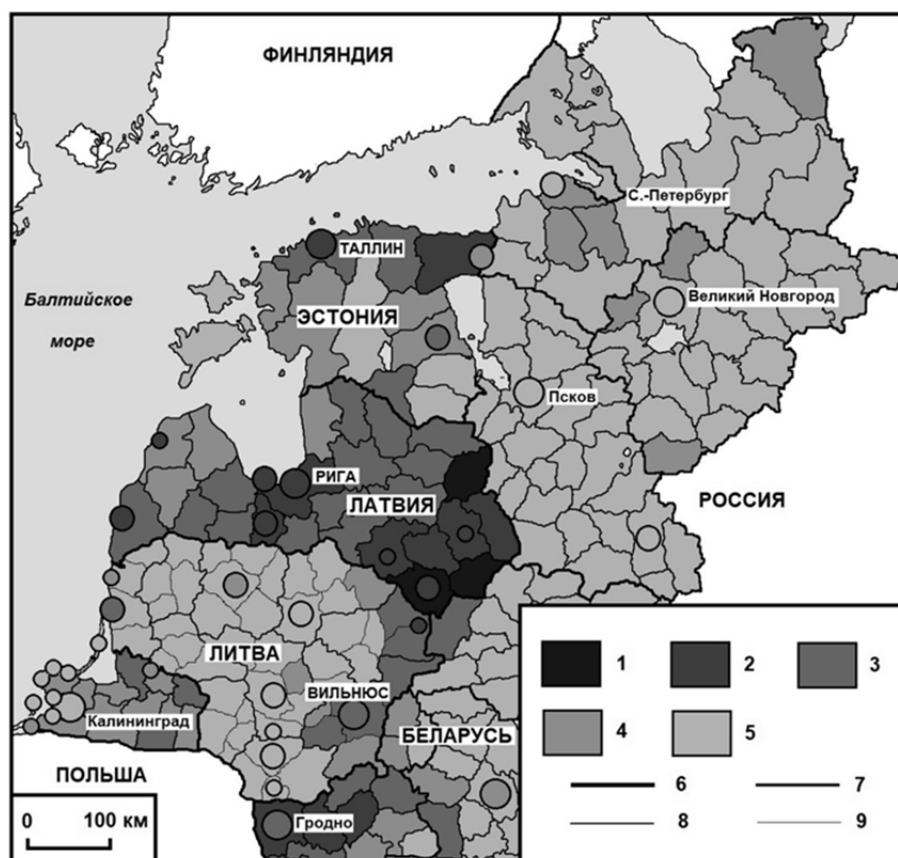 ФИНЛЯНДИЯ
С.-Петербург
ТАЛЛИН
Великий Новгород
Балтийское
море
ЭСТОНИЯ
Псков
РИГА
ЛАТВИЯ
РОССИЯ
ЛИТВА
ВИЛЬНЮС
Калининград
БЕЛАРУСЬ
ПОЛЬША
Гродно
0 100 км
1 2 3
4 5
6 7
8 9